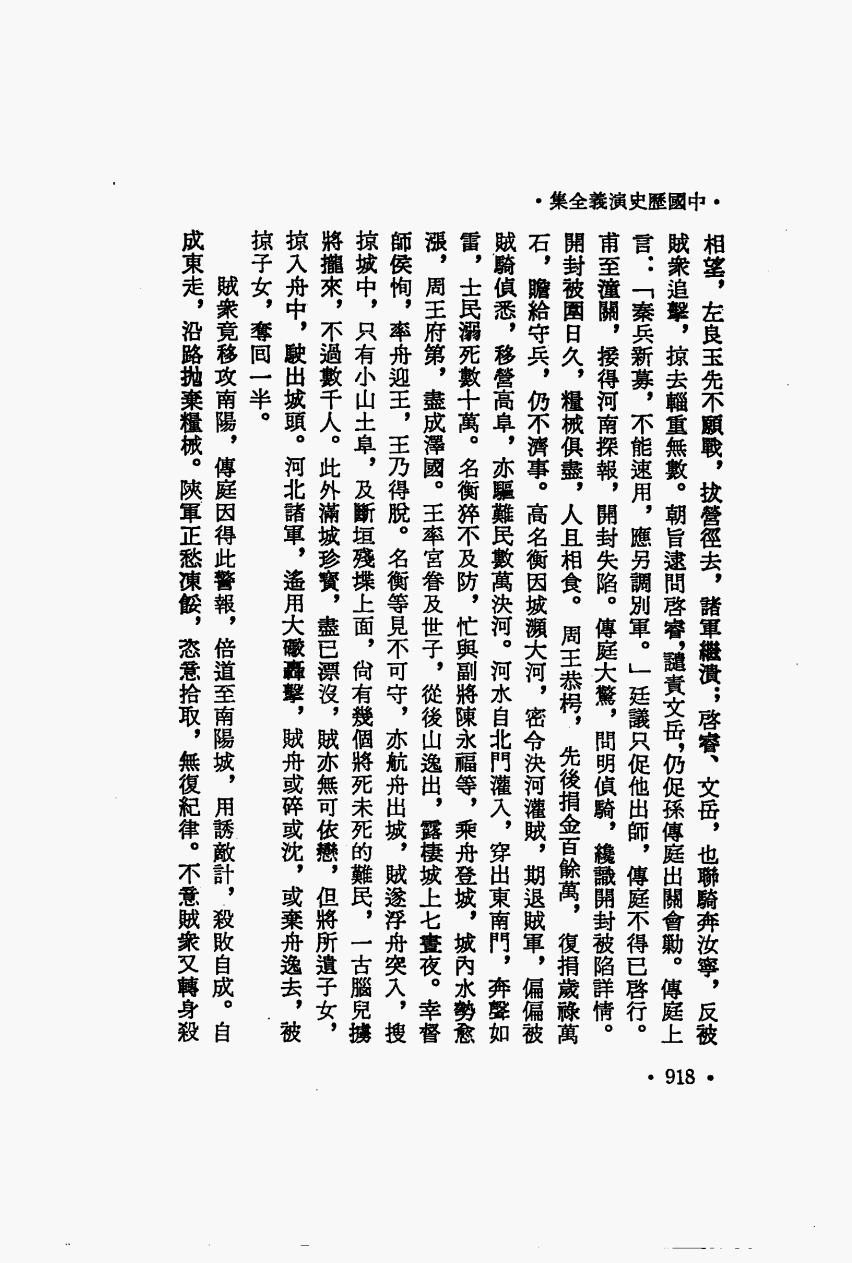 ·中國歷史演義全集·
相望，左良玉先不願戰，拔營徑去，諸軍繼潰；啓睿、文岳，也聯騎奔汝寧，反被
賊衆追擊，掠去輜重無數。朝旨逮問啓睿，譴責文岳，仍促孫傳庭出關會勦。傳庭上
言：「秦兵新募，不能速用，應另調別軍。」廷議只促他出師，傳庭不得已啓行。
甫至潼關，接得河南探報，開封失陷。傳庭大驚，問明偵騎，纔識開封被陷詳情。
開封被圍日久，糧械俱盡，人且相食。周王恭枵，先後捐金百餘萬，復捐歲祿萬
石，贍給守兵，仍不濟事。高名衡因城瀕大河，密令決河灌賊，期退賊軍，偏偏被
賊騎偵悉，移營高阜，亦驅難民數萬決河。河水自北門灌入，穿出東南門，奔聲如
雷，士民溺死數十萬。名衡猝不及防，忙與副將陳永福等，乘舟登城，城內水勢愈
漲，周王府第，盡成澤國。王率宮眷及世子，從後山逸出，露棲城上七晝夜。幸督
師侯恂，率舟迎王，王乃得脫。名衡等見不可守，亦航舟出城，賊遂浮舟突入，搜
掠城中，只有小山土阜，及斷垣殘堞上面，尙有幾個將死未死的難民，一古腦兒擄
將攏來，不過數千人。此外滿城珍寶，盡已漂沒，賊亦無可依戀，但將所遺子女，
掠入舟中，駛出城頭。河北諸軍，遙用大礮轟擊，賊舟或碎或沈，或棄舟逸去，被
掠子女，奪囘一半。
賊衆竟移攻南陽，傳庭因得此警報，倍道至南陽城，用誘敵計，殺敗自成。自
成東走，沿路拋棄糧械。陝軍正愁凍餒，恣意拾取，無復紀律。不意賊衆又轉身殺
·918·